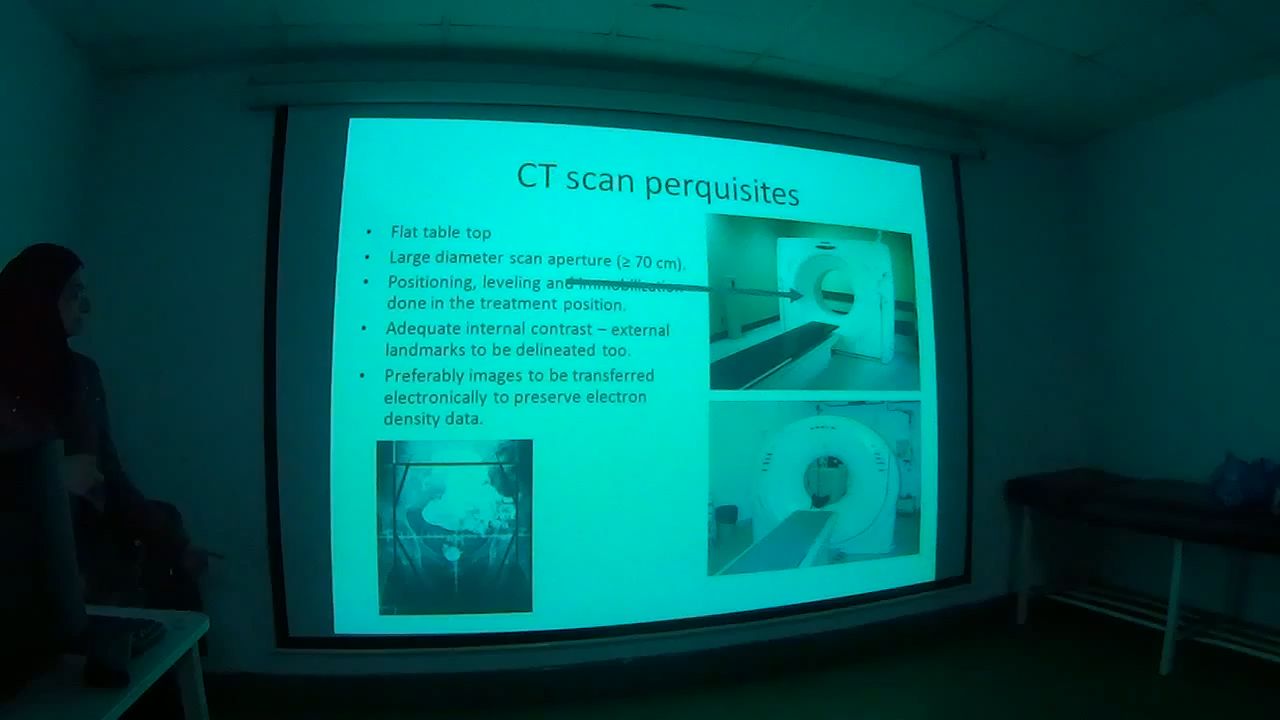 CT scan perquisites
• Flat table top
• Large diameter scan aperture (≥ 70 cm).
• Positioning, leveling and immobilization
done in the treatment position.
• Adequate internal contrast – external
landmarks to be delineated too.
• Preferably images to be transferred
electronically to preserve electron
density data.